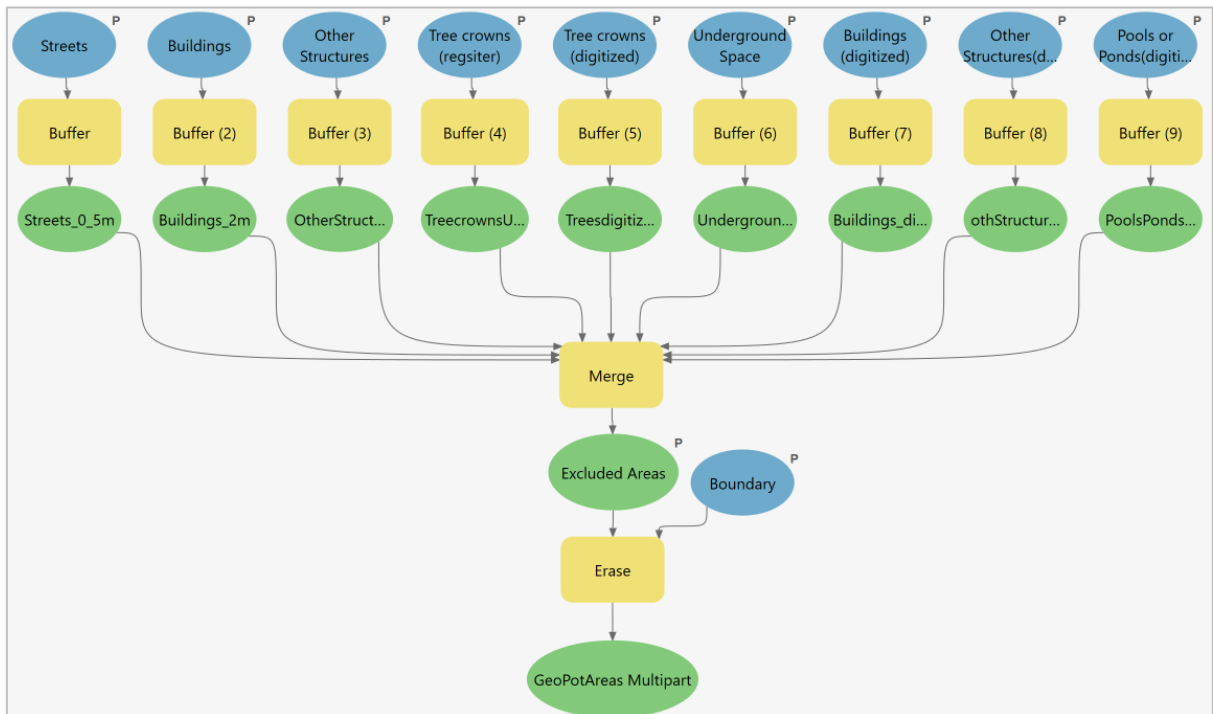 P P P P P P P P P
Streets
Buildings
Other
Structures
Tree crowns
(regsiter)
Tree crowns
(digitized)
Underground
Space
Buildings
(digitized)
Other
Structures(d...
Pools or
Ponds(digiti...
Buffer
Buffer (2)
Buffer (3)
Buffer (4)
Buffer (5)
Buffer (6)
Buffer (7)
Buffer (8)
Buffer (9)
Streets_0_5m
Buildings_2m
OtherStruct...
TreecrownsU...
Treesdigitiz...
Undergroun...
Buildings_di...
othStructur...
PoolsPonds...
Merge
P
Excluded Areas
P
Boundary
Erase
GeoPotAreas Multipart